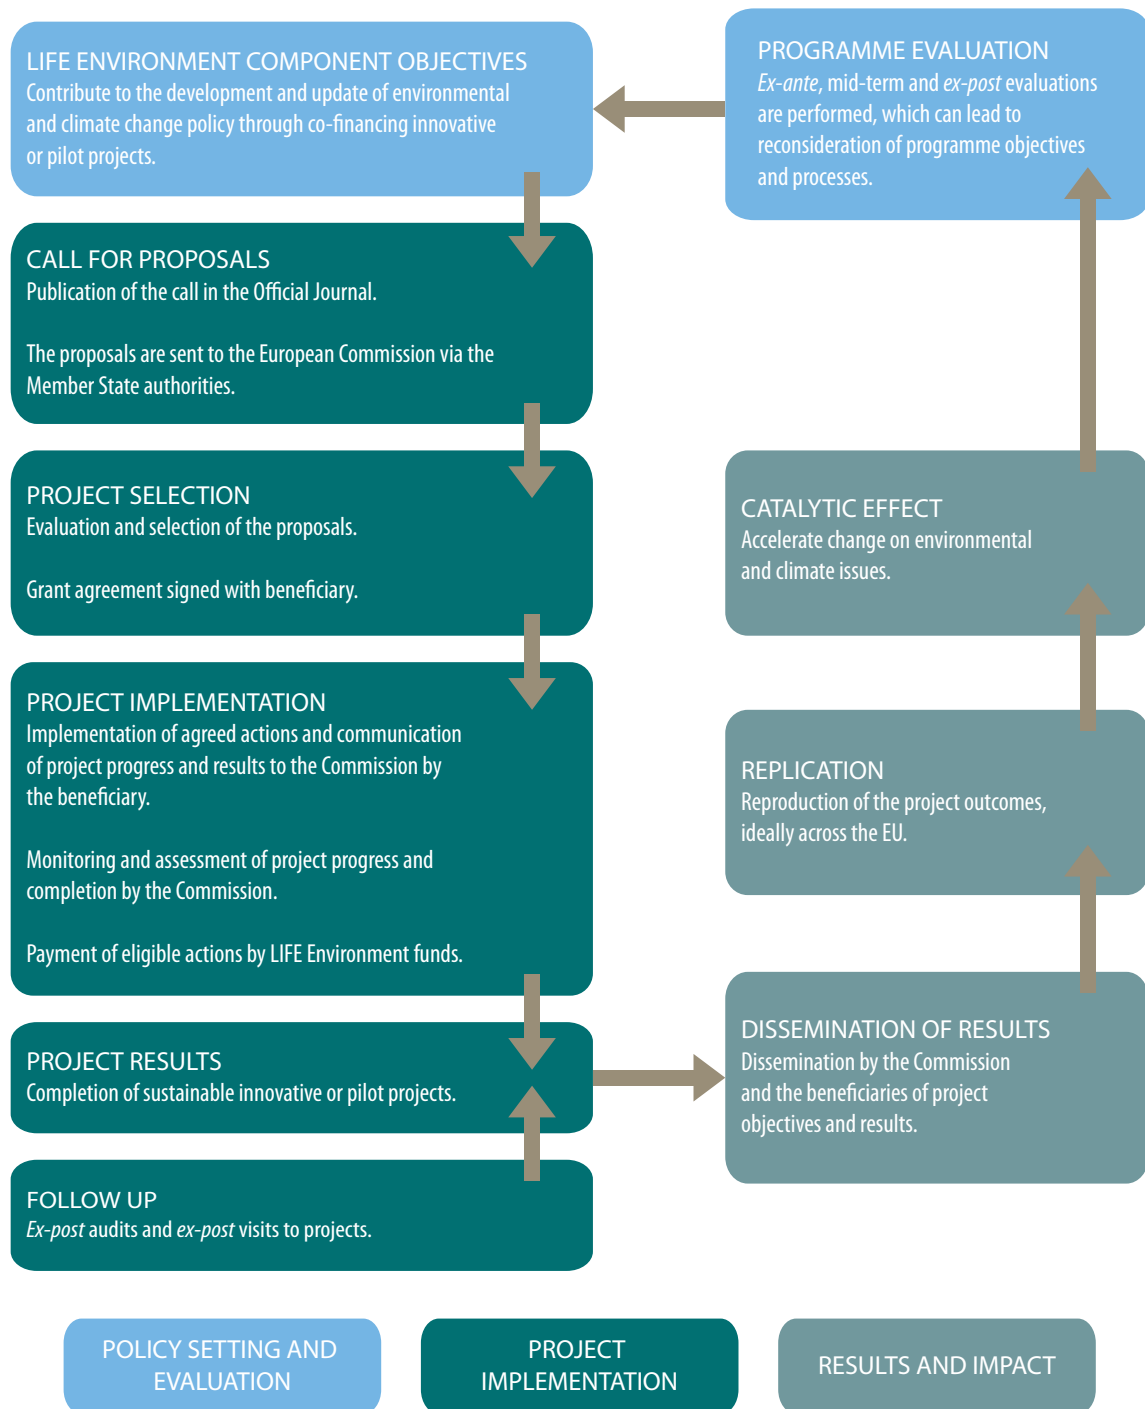 LIFE ENVIRONMENT COMPONENT OBJECTIVES
Contribute to the development and update of environmental
and climate change policy through co-financing innovative
or pilot projects.
CALL FOR PROPOSALS
Publication of the call in the Official Journal.
The proposals are sent to the European Commission via the
Member State authorities.
PROJECT SELECTION
Evaluation and selection of the proposals.
Grant agreement signed with beneficiary.
PROJECT IMPLEMENTATION
Implementation of agreed actions and communication
of project progress and results to the Commission by
the beneficiary.
Monitoring and assessment of project progress and
completion by the Commission.
Payment of eligible actions by LIFE Environment funds.
PROJECT RESULTS
Completion of sustainable innovative or pilot projects.
FOLLOW UP
Ex-post audits and ex-post visits to projects.
PROGRAMME EVALUATION
Ex-ante, mid-term and ex-post evaluations
are performed, which can lead to
reconsideration of programme objectives
and processes.
CATALYTIC EFFECT
Accelerate change on environmental
and climate issues.
REPLICATION
Reproduction of the project outcomes,
ideally across the EU.
DISSEMINATION OF RESULTS
Dissemination by the Commission
and the beneficiaries of project
objectives and results.
POLICY SETTING AND
EVALUATION
PROJECT
IMPLEMENTATION
RESULTS AND IMPACT